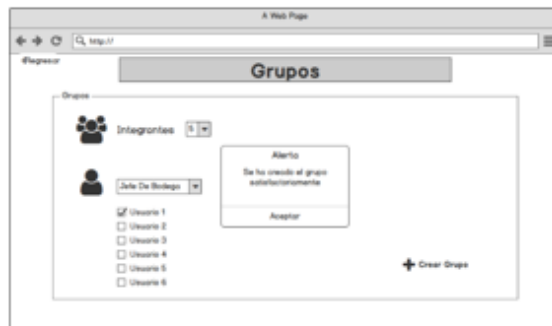 A Web Page
http://
Regresar
Grupos
Grupos
Integrantes 5
Alerta
Se ha creado el grupo
satisfactoriamente
Aceptar
Jefe De Bodega
Usuario 1
Usuario 2
Usuario 3
Usuario 4
Usuario 5
Usuario 6
Crear Grupo